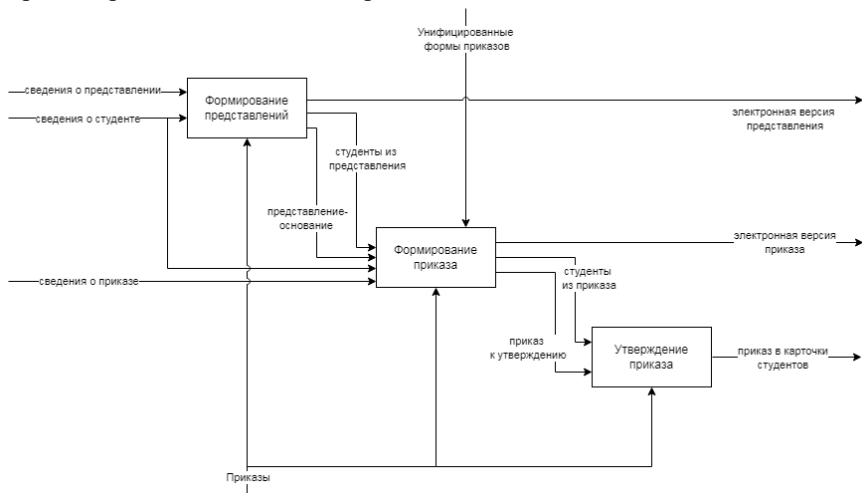 Унифицированные
формы приказов
сведения о представлении
Формирование
представлений
электронная версия
представления
сведения о студенте
студенты из
представления
представление-
основание
электронная версия
приказа
Формирование
приказа
студенты
из приказа
сведения о приказе
приказ
к утверждению
Утверждение
приказа
приказ в карточки
студентов
Приказы